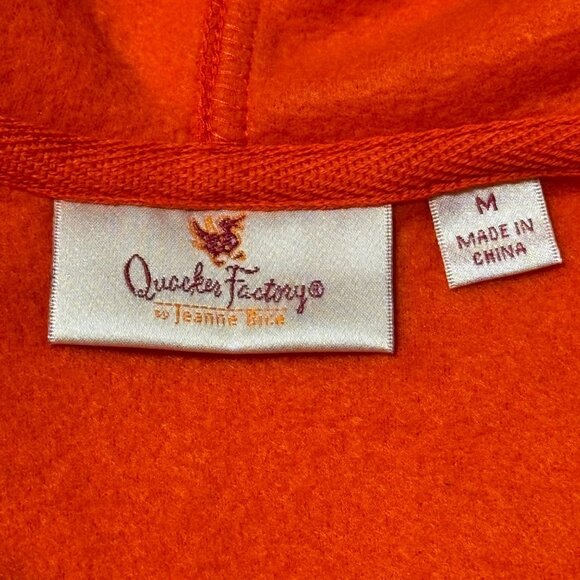 Quacker Factory®
by Jeanne Bice
M
MADE IN
CHINA